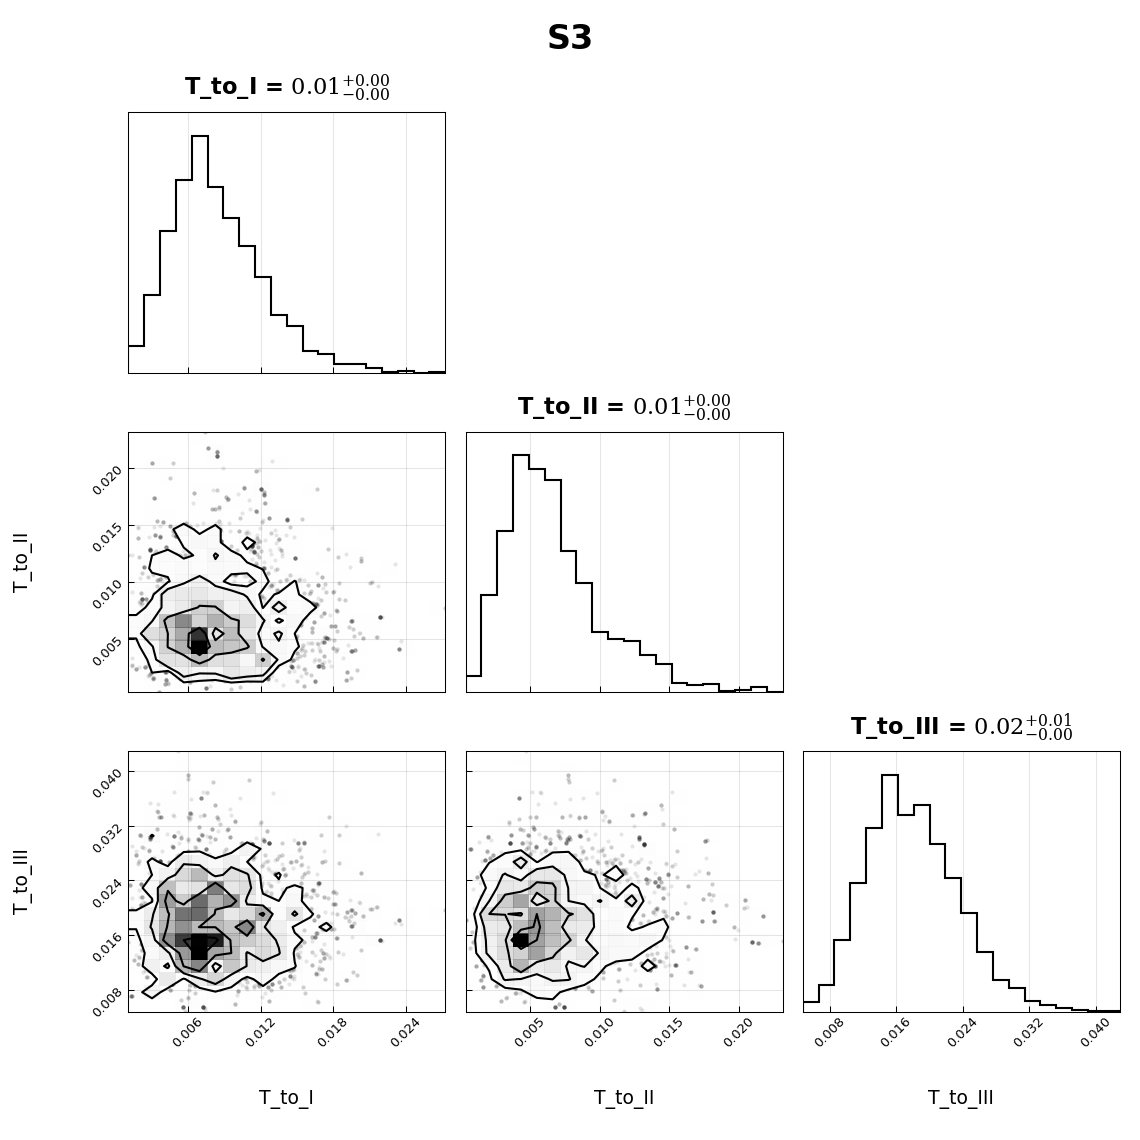 S3
T_to_I = 0.01+0.00−0.00
T_to_II = 0.01+0.00−0.00
0.020
0.015
0.010
0.005
T_to_II
T_to_III = 0.02+0.01−0.00
0.040
0.032
0.024
0.016
0.008
T_to_III
0.006 0.012 0.018 0.024
0.005 0.010 0.015 0.020
0.008 0.016 0.024 0.032 0.040
T_to_I T_to_II T_to_III